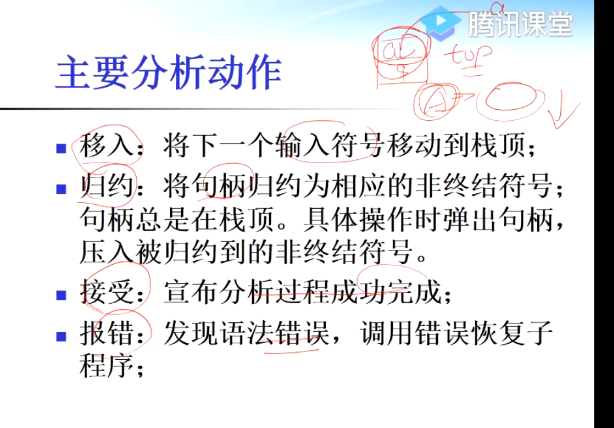 腾讯课堂
a
top
A
主要分析动作
移入：将下一个输入符号移动到栈顶；
归约：将句柄归约为相应的非终结符号；
句柄总是在栈顶。具体操作时弹出句柄，
压入被归约到的非终结符号。
接受：宣布分析过程成功完成；
报错：发现语法错误，调用错误恢复子
程序；